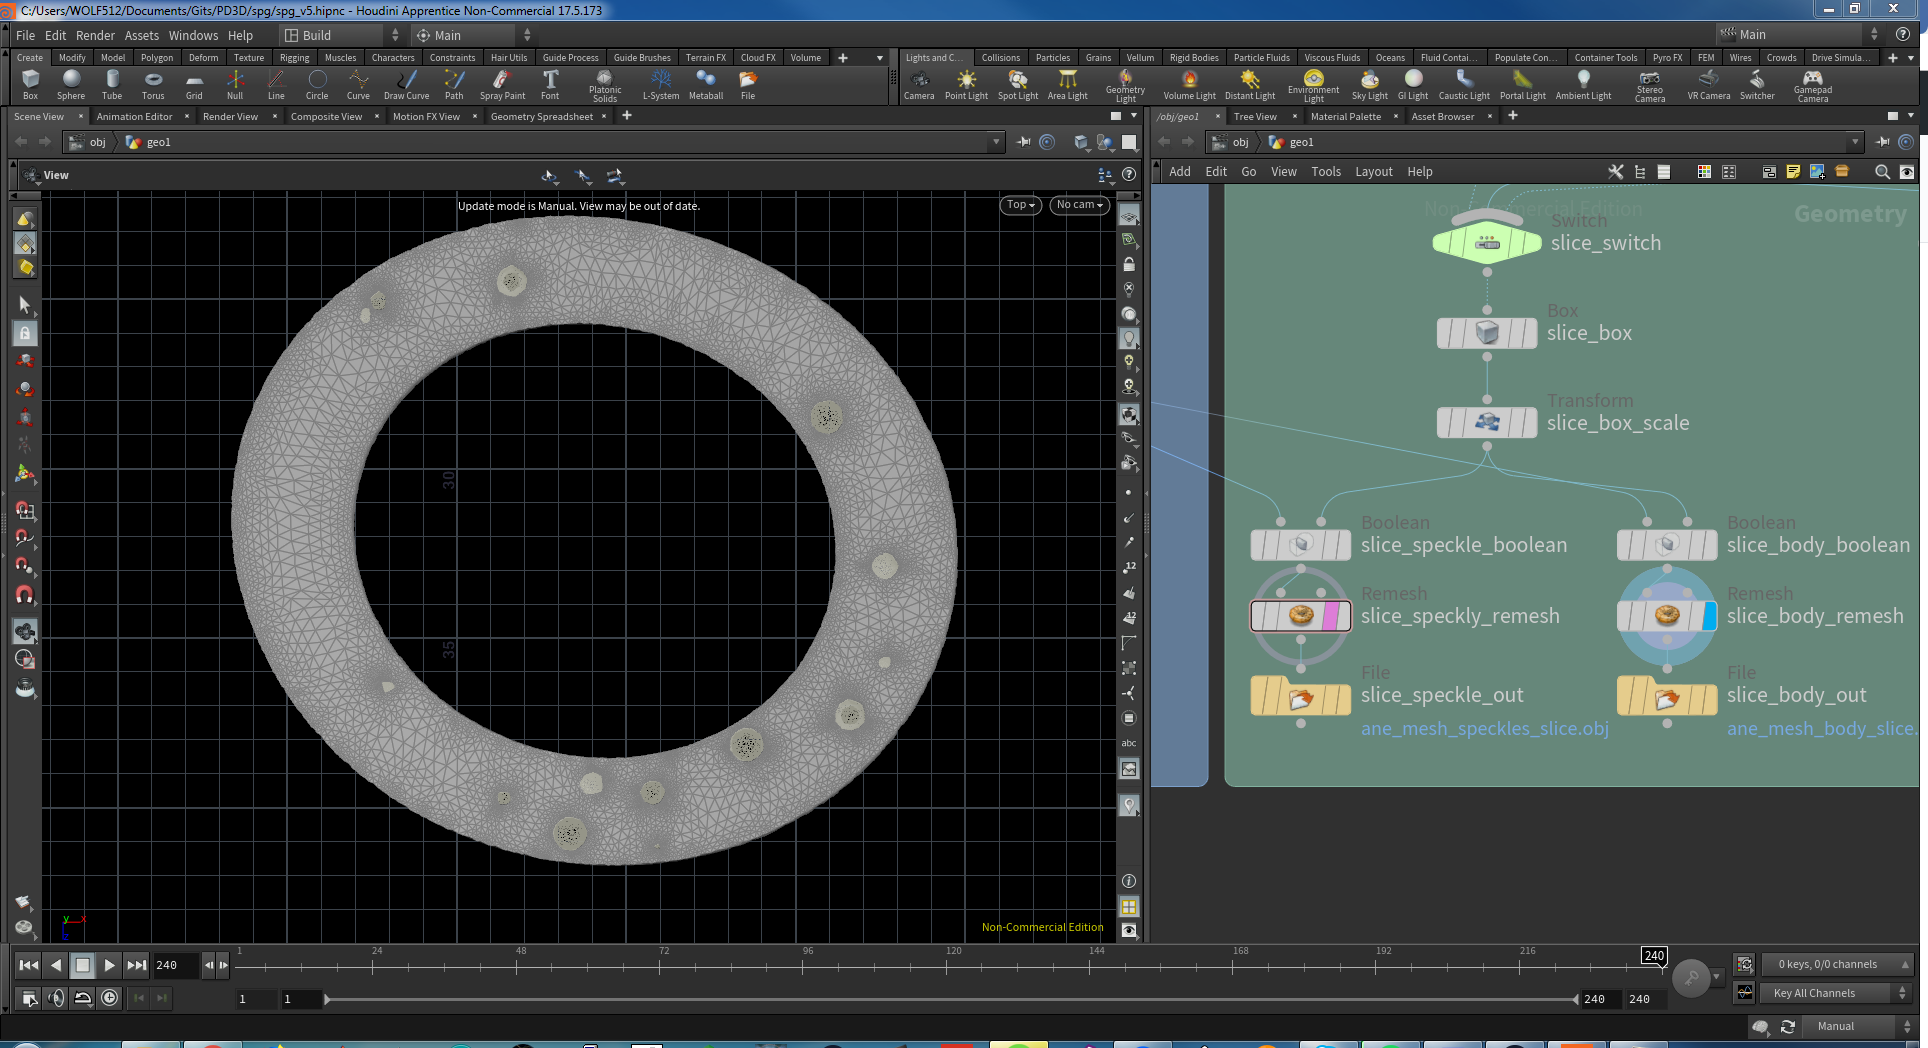 C:/Users/WOLF512/Documents/Gits/PD3D/spg/spg_v5.hipnc - Houdini Apprentice Non-Commercial 17.5.173
File Edit Render Assets Windows Help Build Main Main
Create Modify Model Polygon Deform Texture Rigging Muscles Characters Constraints Hair Utils Guide Process Guide Brushes Terrain FX Cloud FX Volume
Lights and C... Collisions Particles Grains Vellum Rigid Bodies Particle Fluids Viscous Fluids Oceans Fluid Contai... Populate Con... Container Tools Pyro FX FEM Wires Crowds Drive Simula...
Box Sphere Tube Torus Grid Null Line Circle Curve Draw Curve Path Spray Paint Font Platonic Solids L-System Metaball File
Camera Point Light Spot Light Area Light Geometry Light Volume Light Distant Light Environment Light Sky Light GI Light Caustic Light Portal Light Ambient Light Stereo Camera VR Camera Switcher Gamepad Camera
Scene View Animation Editor Render View Composite View Motion FX View Geometry Spreadsheet
/obj/geo1 Tree View Material Palette Asset Browser
obj geo1
obj geo1
View
Add Edit Go View Tools Layout Help
Update mode is Manual. View may be out of date.
Top No cam
Non-Commercial Edition
Geometry
Switch
slice_switch
Box
slice_box
Transform
slice_box_scale
30
35
Boolean
slice_speckle_boolean
Boolean
slice_body_boolean
Remesh
slice_speckly_remesh
Remesh
slice_body_remesh
File
slice_speckle_out
ane_mesh_speckles_slice.obj
File
slice_body_out
ane_mesh_body_slice.
12
12
abc
y x
Non-Commercial Edition
240
1 24 48 72 96 120 144 168 192 216 240
0 keys, 0/0 channels
1 1 240 240
Key All Channels
Manual